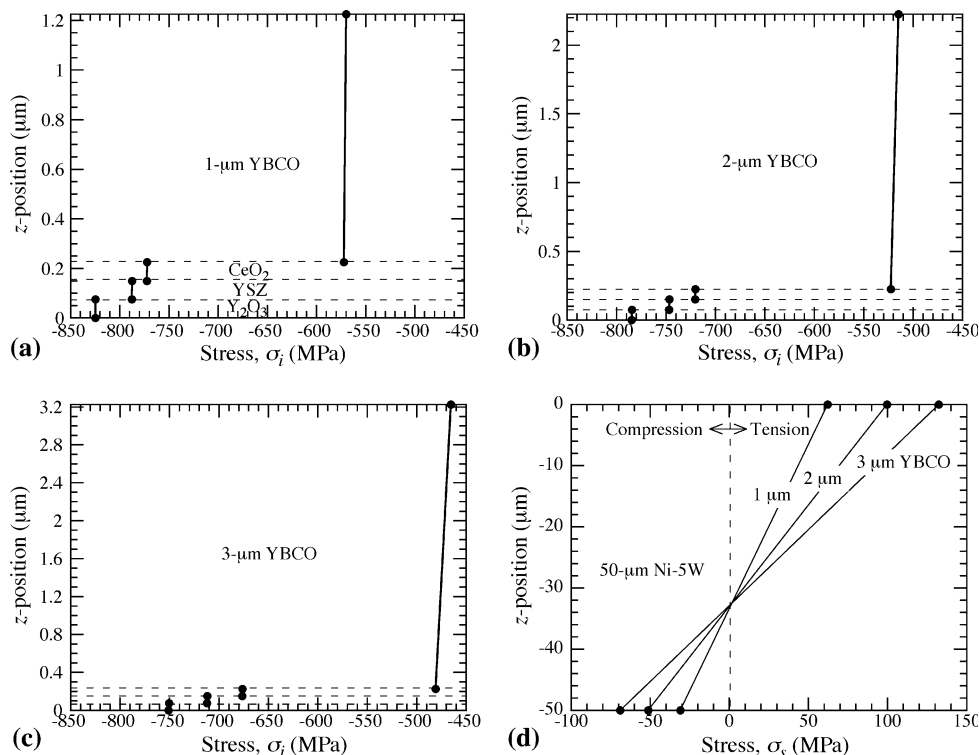 1.2
1
0.8
0.6
0.4
0.2
0
z-position (μm)
1-μm YBCO
CeO2
YSZ
Y2O3
-850 -800 -750 -700 -650 -600 -550 -500 -450
(a)
Stress, σi (MPa)
2
1.5
1
0.5
0
z-position (μm)
2-μm YBCO
-850 -800 -750 -700 -650 -600 -550 -500 -450
(b)
Stress, σi (MPa)
3.2
2.8
2.4
2.0
1.6
1.2
0.8
0.4
0
z-position (μm)
3-μm YBCO
-850 -800 -750 -700 -650 -600 -550 -500 -450
(c)
Stress, σi (MPa)
0
-10
-20
-30
-40
-50
z-position (μm)
Compression Tension
3 μm YBCO
2 μm
1 μm
50-μm Ni-5W
-100 -50 0 50 100 150
(d)
Stress, σs (MPa)